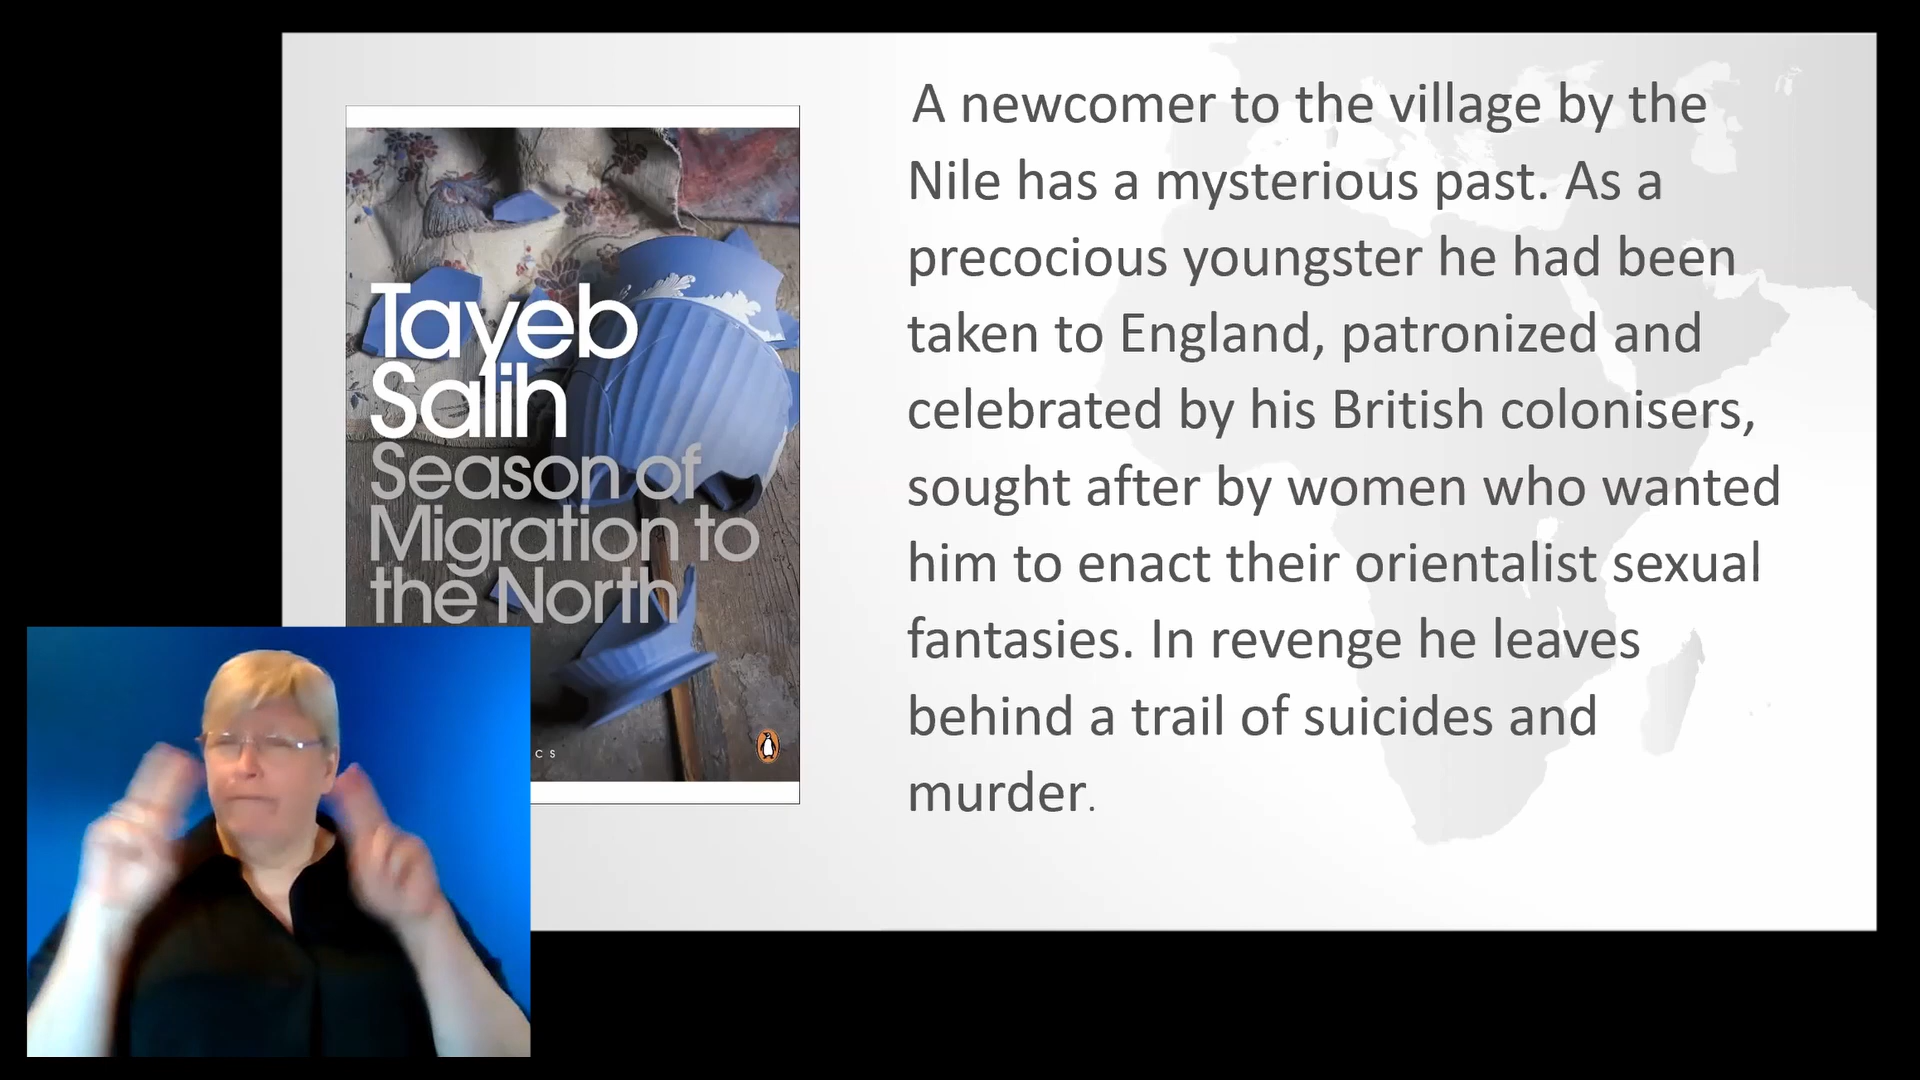 Tayeb
Salih
Season of
Migration to
the North
CS
A newcomer to the village by the
Nile has a mysterious past. As a
precocious youngster he had been
taken to England, patronized and
celebrated by his British colonisers,
sought after by women who wanted
him to enact their orientalist sexual
fantasies. In revenge he leaves
behind a trail of suicides and
murder.